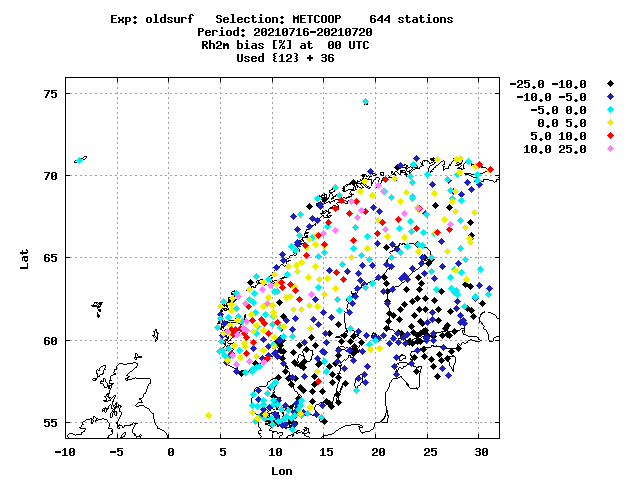 Exp: oldsurf   Selection: METCOOP    644 stations
Period: 20210716-20210720
Rh2m bias [%] at  00 UTC
Used {12} + 36
-25.0 -10.0
-10.0 -5.0
-5.0 0.0
0.0 5.0
5.0 10.0
10.0 25.0
75
70
65
60
55
Lat
-10 -5 0 5 10 15 20 25 30
Lon